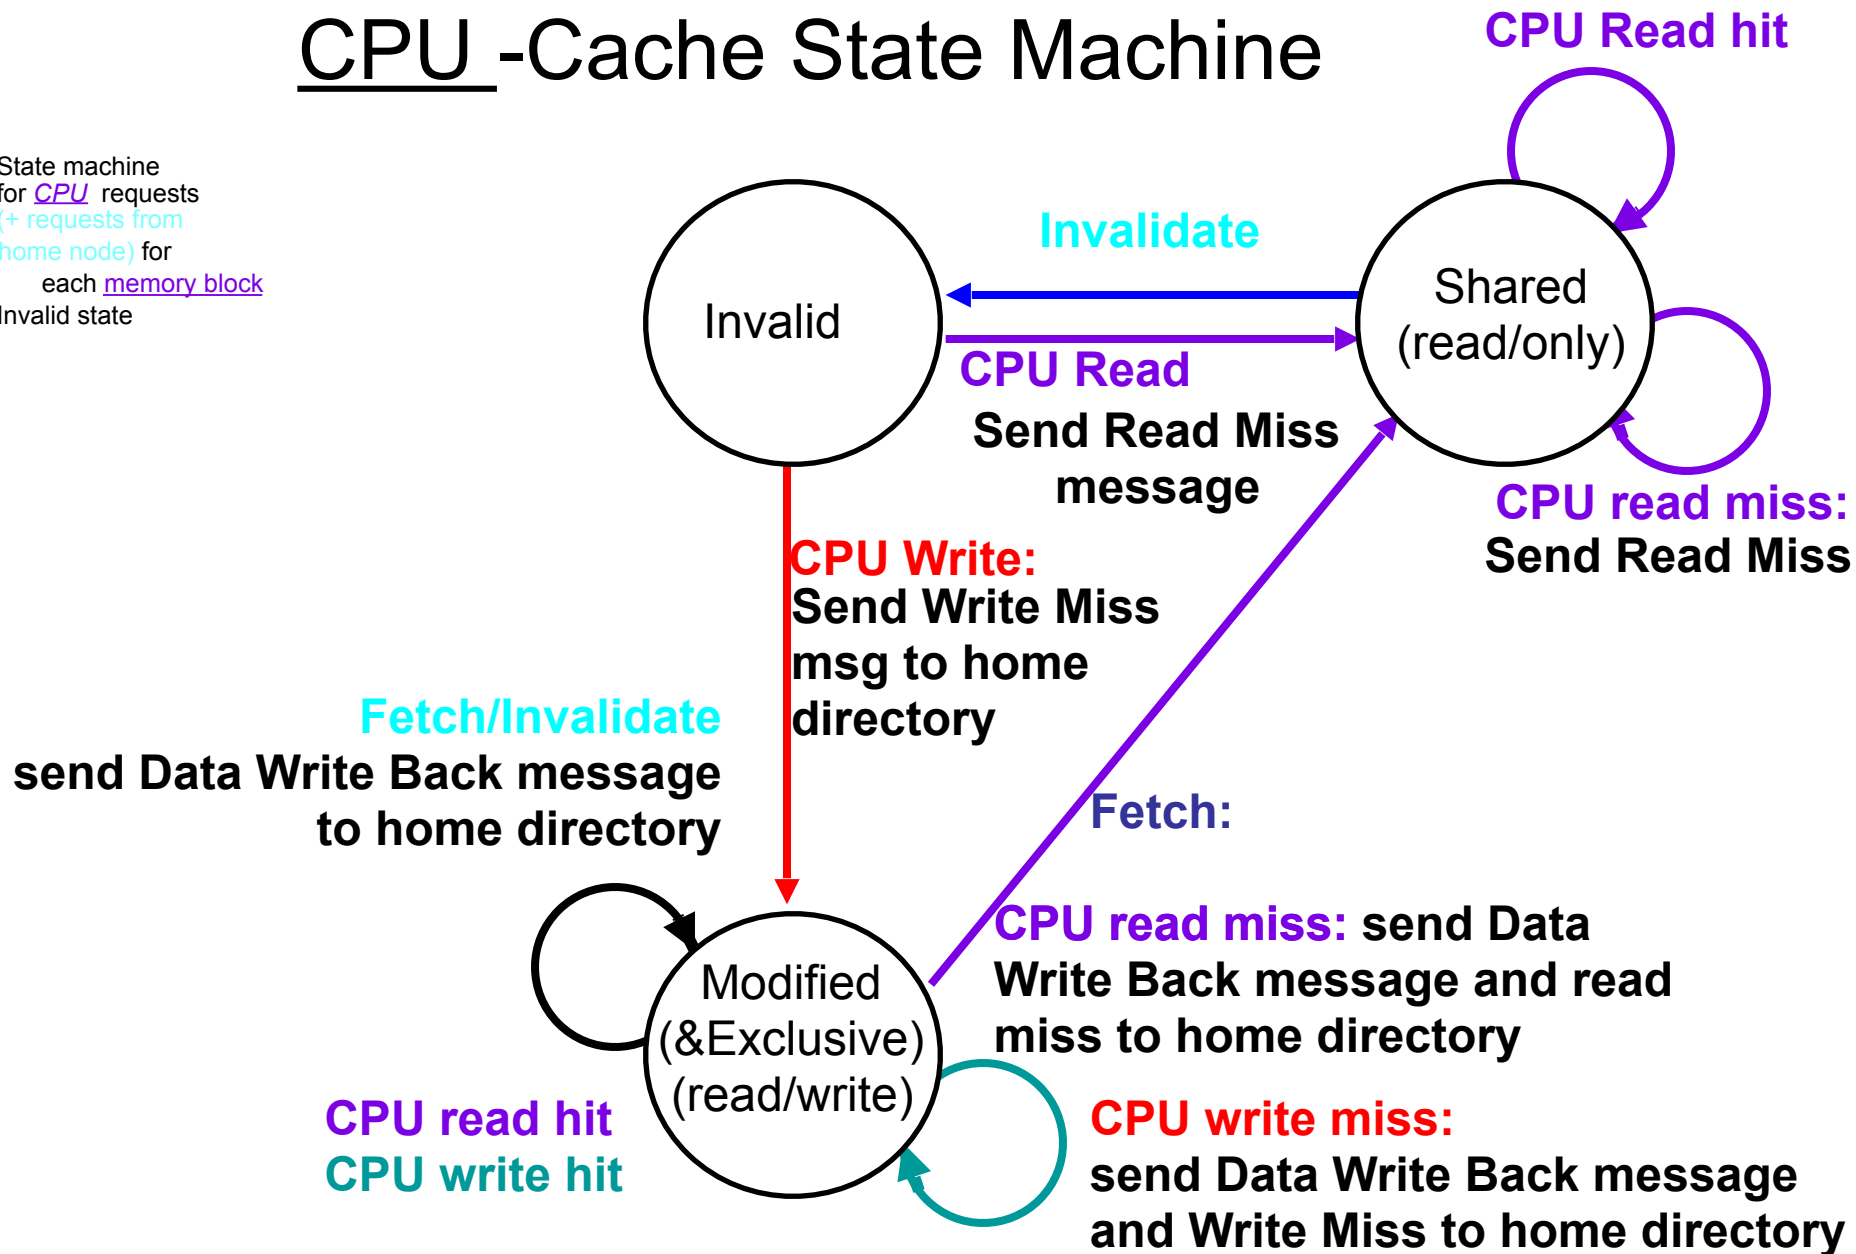 CPU -Cache State Machine
CPU Read hit
State machine
for CPU requests
(+ requests from
home node) for
each memory block
Invalid state
Invalidate
Invalid
Shared
(read/only)
CPU Read
Send Read Miss
message
CPU read miss:
Send Read Miss
CPU Write:
Send Write Miss
msg to home
directory
Fetch/Invalidate
send Data Write Back message
to home directory
Fetch:
CPU read miss: send Data
Write Back message and read
miss to home directory
Modified
(&Exclusive)
(read/write)
CPU read hit
CPU write hit
CPU write miss:
send Data Write Back message
and Write Miss to home directory